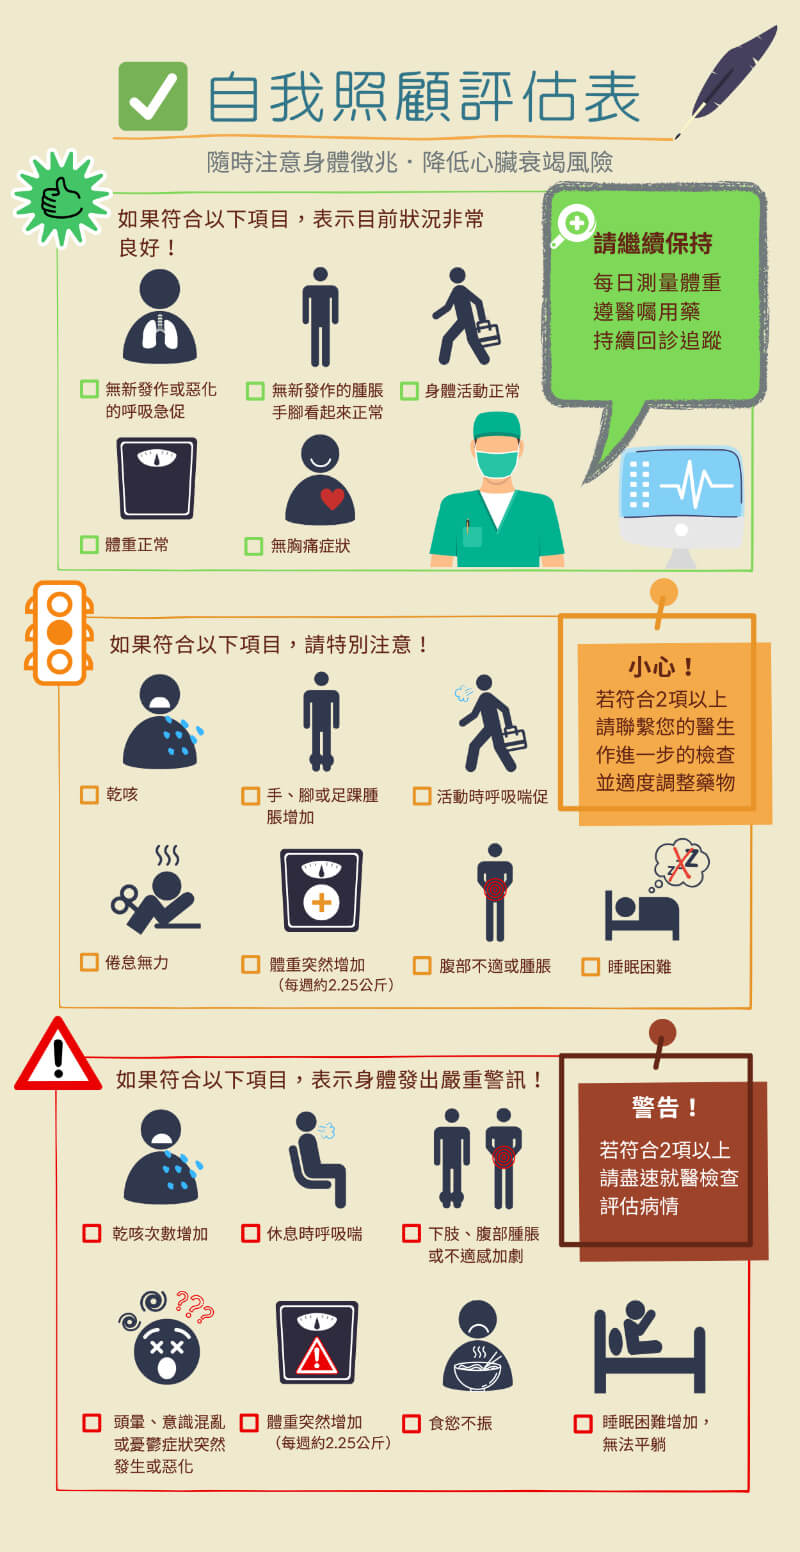 自我照顧評估表
隨時注意身體徵兆・降低心臟衰竭風險
如果符合以下項目，表示目前狀況非常
良好！
請繼續保持
每日測量體重
遵醫囑用藥
持續回診追蹤
無新發作或惡化
的呼吸急促
無新發作的腫脹
手腳看起來正常
身體活動正常
體重正常
無胸痛症狀
如果符合以下項目，請特別注意！
小心！
若符合2項以上
請聯繫您的醫生
作進一步的檢查
並適度調整藥物
乾咳
手、腳或足踝腫
脹增加
活動時呼吸喘促
z Z
倦怠無力
體重突然增加
（每週約2.25公斤）
腹部不適或腫脹
睡眠困難
!
如果符合以下項目，表示身體發出嚴重警訊！
警告！
若符合2項以上
請盡速就醫檢查
評估病情
乾咳次數增加
休息時呼吸喘
下肢、腹部腫脹
或不適感加劇
???
!
頭暈、意識混亂
或憂鬱症狀突然
發生或惡化
體重突然增加
（每週約2.25公斤）
食慾不振
睡眠困難增加，
無法平躺